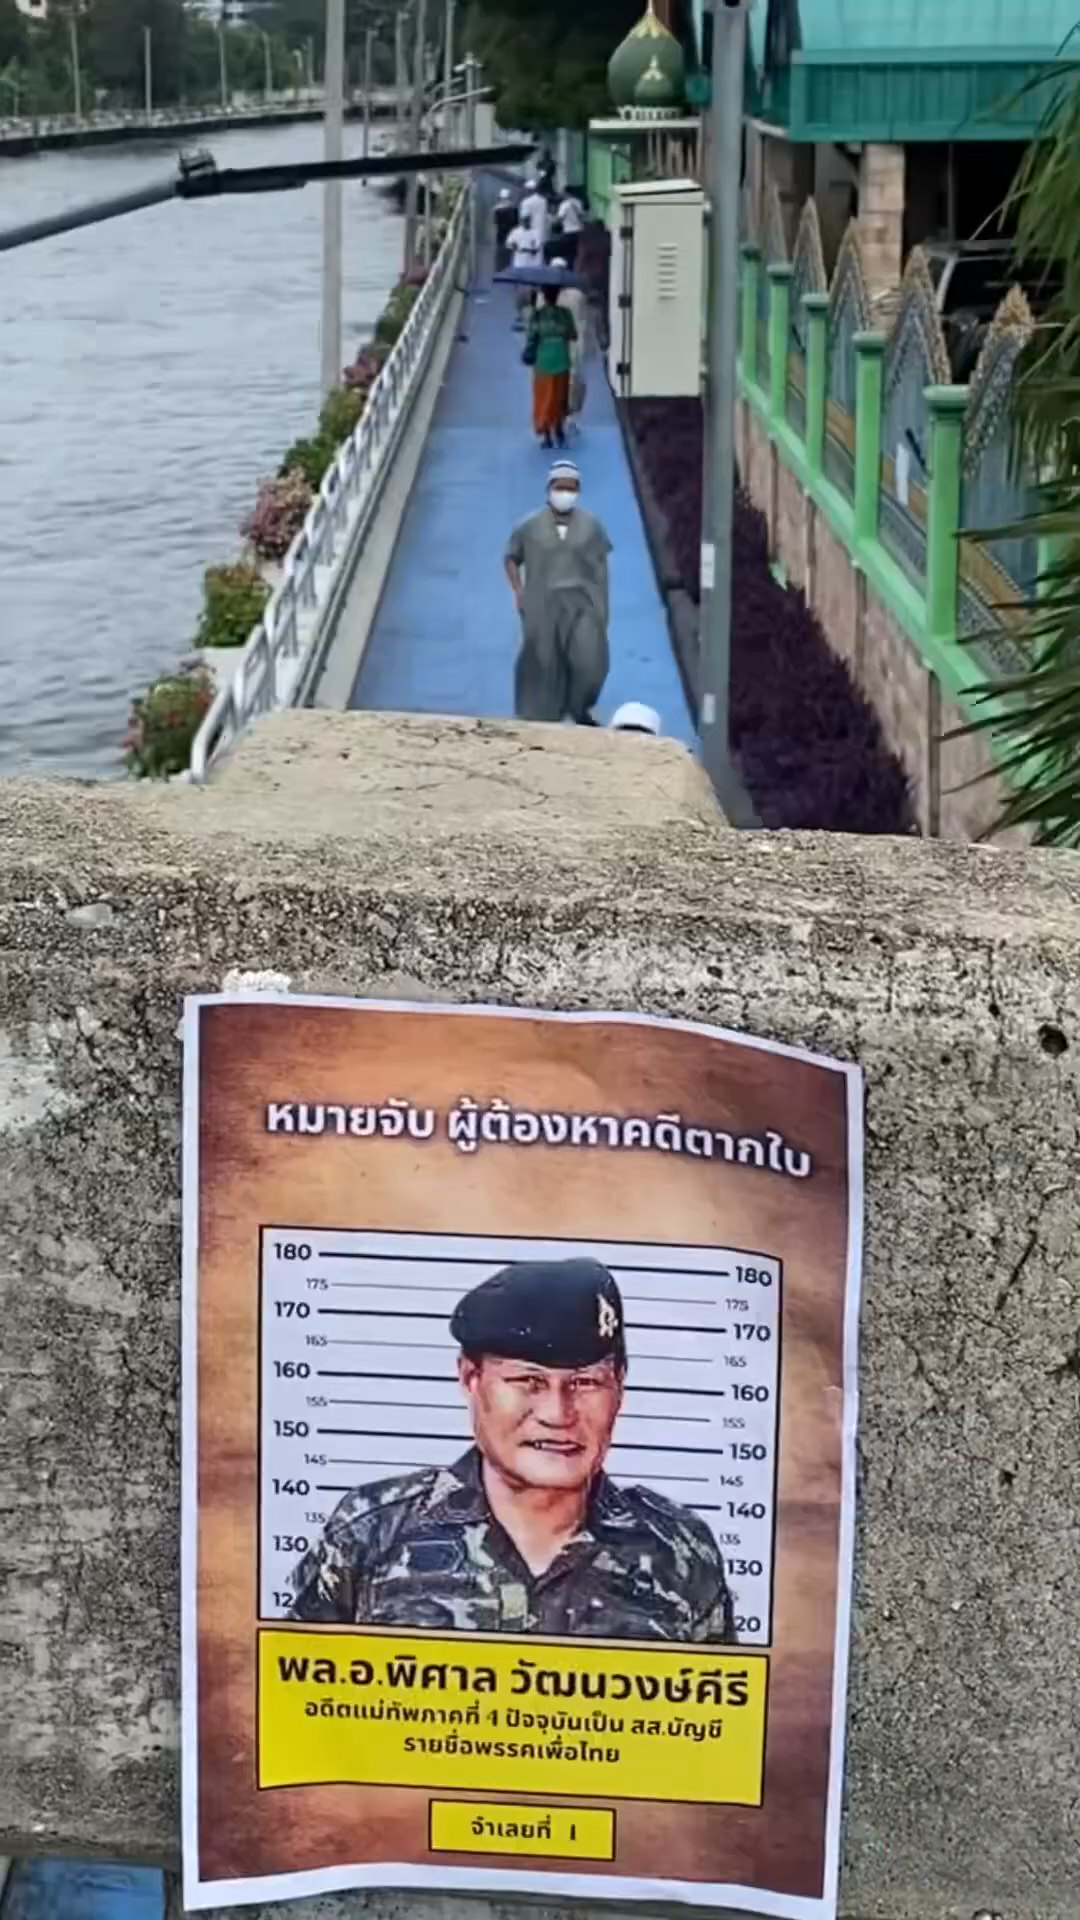 หมายจับ ผู้ต้องหาคดีตากใบ
180 180
175 175
170 170
165 165
160 160
155 155
150 150
145 145
140 140
135 135
130 130
12 20
พล.อ.พิศาล วัฒนวงษ์คีรี
อดีตแม่ทัพภาคที่ 4 ปัจจุบันเป็น สส.บัญชี
รายชื่อพรรคเพื่อไทย
จำเลยที่ 1